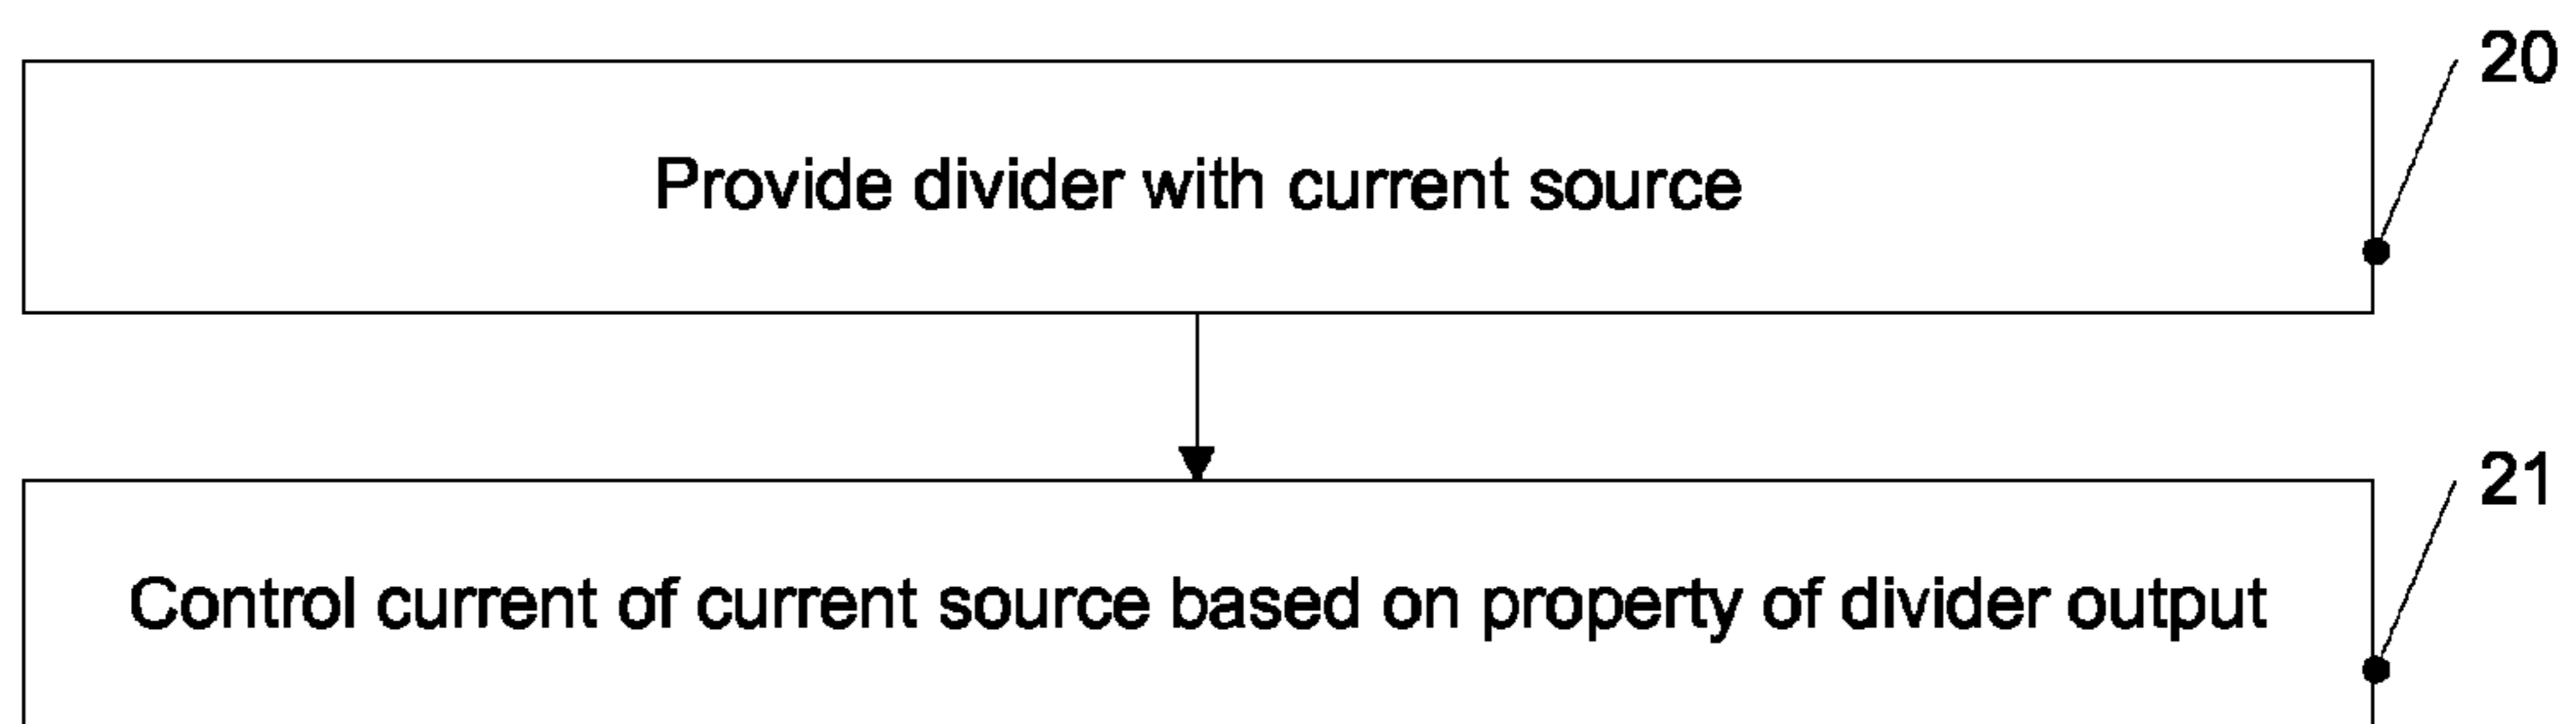 20
Provide divider with current source
21
Control current of current source based on property of divider output